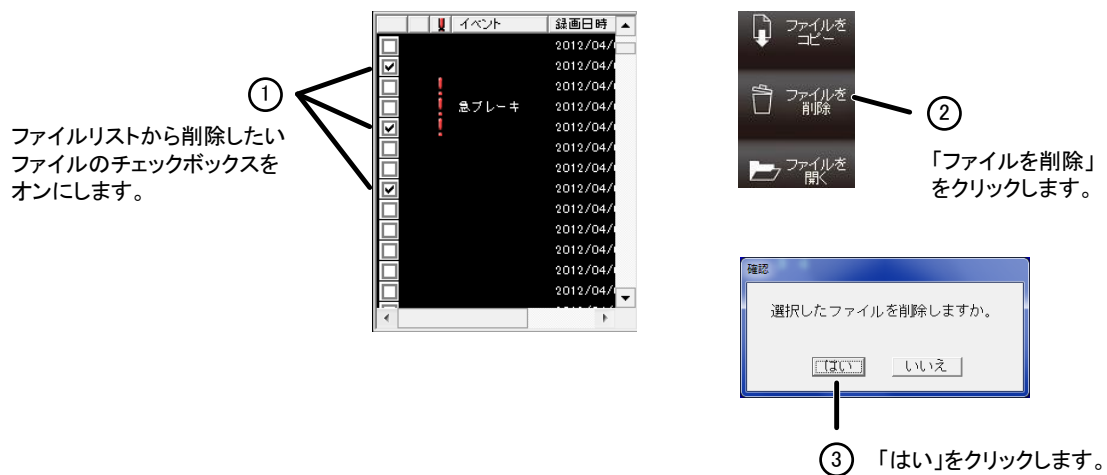 ①
ファイルリストから削除したい
ファイルのチェックボックスを
オンにします。
イベント 録画日時
2012/04/
2012/04/
2012/04/
急ブレーキ 2012/04/
2012/04/
2012/04/
2012/04/
2012/04/
2012/04/
2012/04/
2012/04/
2012/04/
2012/04/
ファイルを
コピー
ファイルを
削除
ファイルを
開く
②
「ファイルを削除」
をクリックします。
確認
選択したファイルを削除しますか。
はい いいえ
③ 「はい」をクリックします。